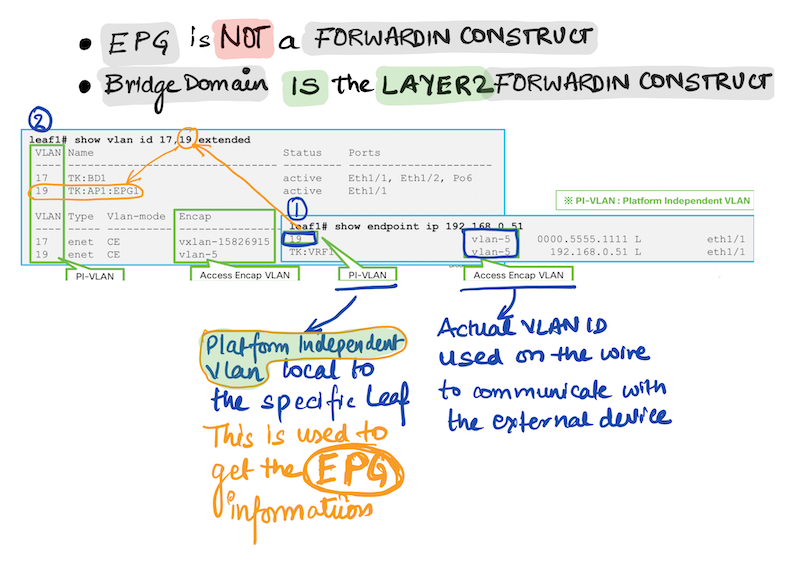 • EPG is NOT a FORWARDIN CONSTRUCT
• Bridge Domain IS the LAYER2 FORWARDIN CONSTRUCT
2
leaf1# show vlan id 17,19 extended
VLAN Name Status Ports
---- -------------------------------- --------- -------------------------------
17 TK:BD1 active Eth1/1, Eth1/2, Po6
19 TK:AP1:EPG1 active Eth1/1
※ PI-VLAN : Platform Independent VLAN
VLAN Type Vlan-mode Encap
1
leaf1# show endpoint ip 192.168.0.51
17 enet CE vxlan-15826915
19 enet CE vlan-5
19 vlan-5 0000.5555.1111 L eth1/1
TK:VRF1 vlan-5 192.168.0.51 L eth1/1
PI-VLAN Access Encap VLAN PI-VLAN Access Encap VLAN
Platform Independent
Vlan local to
the specific Leaf
This is used to
get the EPG
informations
Actual VLAN ID
used on the wire
to communicate with
the external device